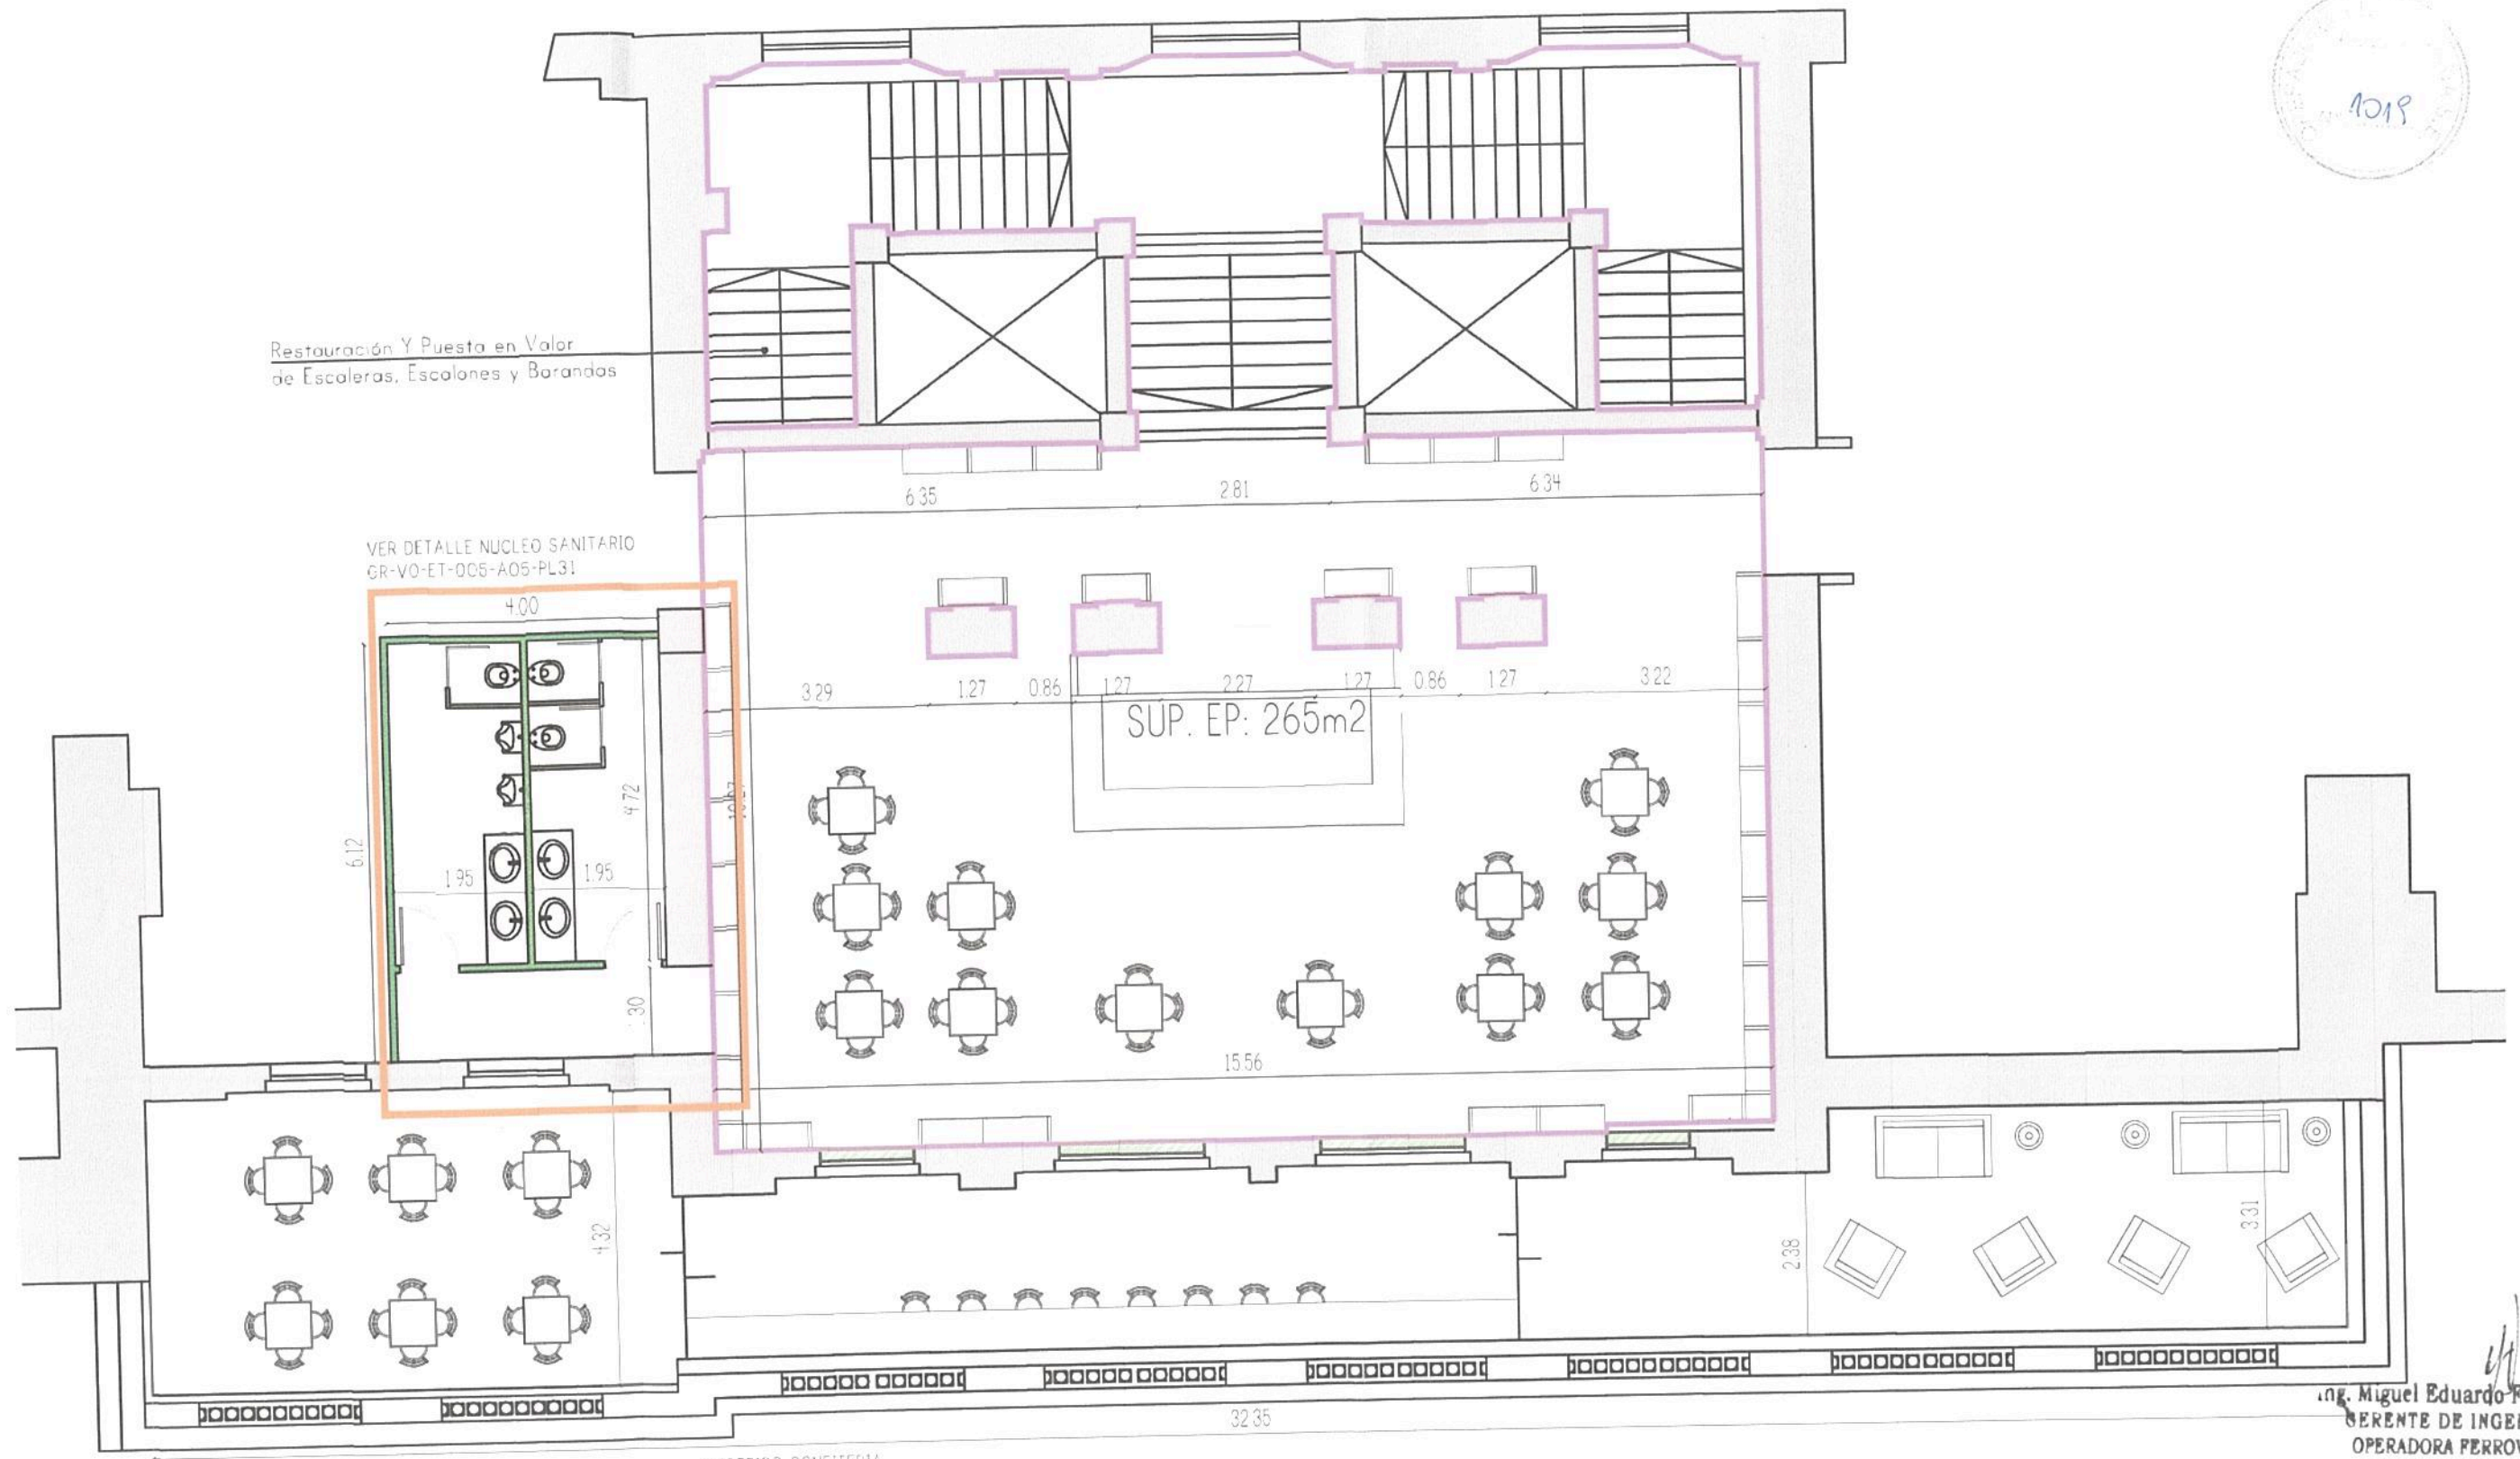 1019
Restauración Y Puesta en Valor
de Escaleras, Escalones y Barandas
6.35
2.81
6.34
VER DETALLE NUCLEO SANITARIO
GR-VO-ET-005-A05-PL31
4.00
3.29
1.27
0.86
1.27
2.27
1.27
0.86
1.27
3.22
SUP. EP: 265m2
4.72
6.12
1.95
1.95
15.56
4.32
2.38
3.31
32.35
Ing. Miguel Eduardo
GERENTE DE
OPERADORA